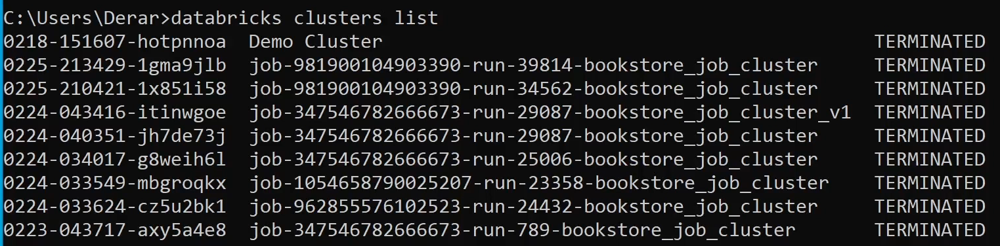 C:\Users\Derar>databricks clusters list
0218-151607-hotpnnoa  Demo Cluster                                            TERMINATED
0225-213429-1gma9jlb  job-981900104903390-run-39814-bookstore_job_cluster     TERMINATED
0225-210421-1x851i58  job-981900104903390-run-34562-bookstore_job_cluster     TERMINATED
0224-043416-itinwgoe  job-347546782666673-run-29087-bookstore_job_cluster_v1  TERMINATED
0224-040351-jh7de73j  job-347546782666673-run-29087-bookstore_job_cluster     TERMINATED
0224-034017-g8weih6l  job-347546782666673-run-25006-bookstore_job_cluster     TERMINATED
0224-033549-mbgroqkx  job-1054658790025207-run-23358-bookstore_job_cluster    TERMINATED
0224-033624-cz5u2bk1  job-962855576102523-run-24432-bookstore_job_cluster     TERMINATED
0223-043717-axy5a4e8  job-347546782666673-run-789-bookstore_job_cluster       TERMINATED